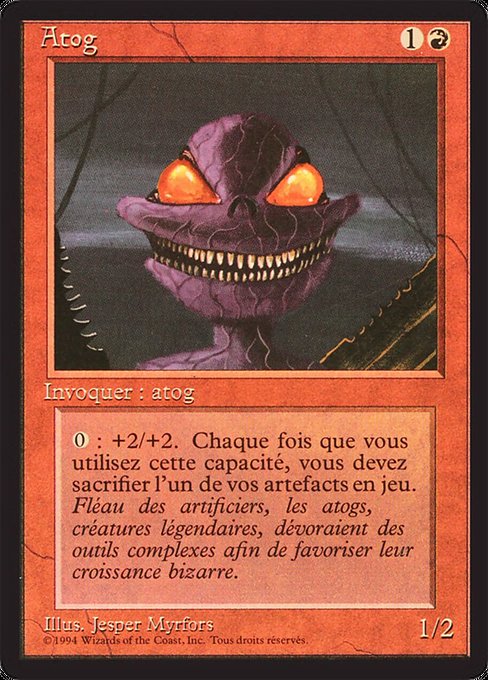 Atog 1
Invoquer : atog
0 : +2/+2. Chaque fois que vous
utilisez cette capacité, vous devez
sacrifier l'un de vos artefacts en jeu.
Fléau des artificiers, les atogs,
créatures légendaires, dévoraient des
outils complexes afin de favoriser leur
croissance bizarre.
Illus. Jesper Myrfors
©1994 Wizards of the Coast, Inc. Tous droits réservés.
1/2